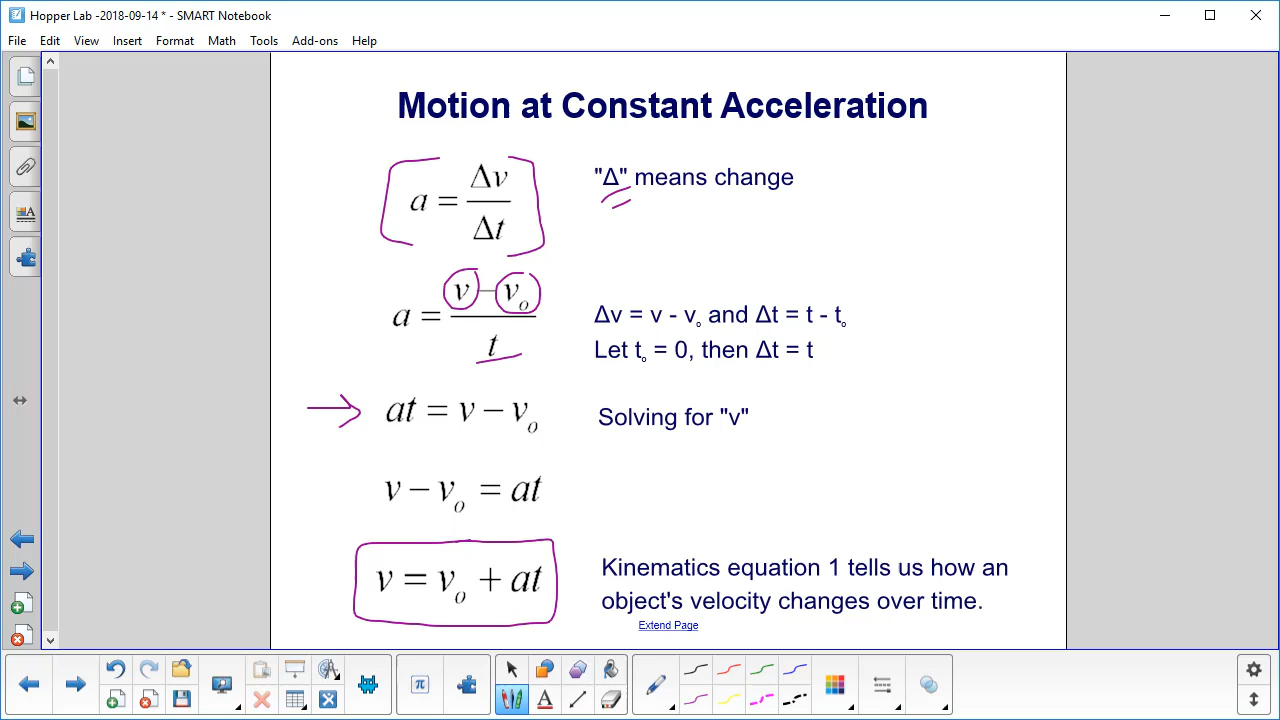 Hopper Lab -2018-09-14 * - SMART Notebook
File Edit View Insert Format Math Tools Add-ons Help
Motion at Constant Acceleration
a = Δv / Δt
"Δ" means change
a = v - vₒ / t
Δv = v - vₒ and Δt = t - tₒ
Let tₒ = 0, then Δt = t
at = v - vₒ
Solving for "v"
v - vₒ = at
v = vₒ + at
Kinematics equation 1 tells us how an
object's velocity changes over time.
Extend Page
π
A